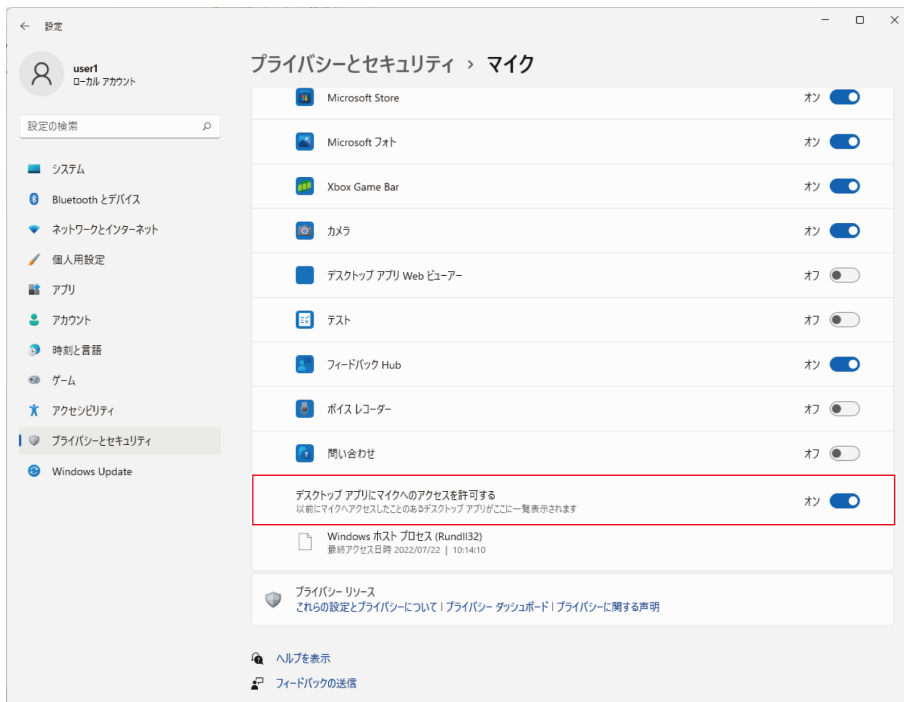 設定
user1
ローカル アカウント
設定の検索
システム
Bluetooth とデバイス
ネットワークとインターネット
個人用設定
アプリ
アカウント
時刻と言語
ゲーム
アクセシビリティ
プライバシーとセキュリティ
Windows Update
プライバシーとセキュリティ › マイク
Microsoft Store オン
Microsoft フォト オン
Xbox Game Bar オン
カメラ オン
デスクトップ アプリ Web ビューアー オフ
テスト オフ
フィードバック Hub オン
ボイス レコーダー オフ
問い合わせ オフ
デスクトップ アプリにマイクへのアクセスを許可する オン
以前にマイクへアクセスしたことのあるデスクトップ アプリがここに一覧表示されます
Windows ホスト プロセス (Rundll32)
最終アクセス日時 2022/07/22 | 10:14:10
プライバシー リソース
これらの設定とプライバシーについて | プライバシー ダッシュボード | プライバシーに関する声明
ヘルプを表示
フィードバックの送信